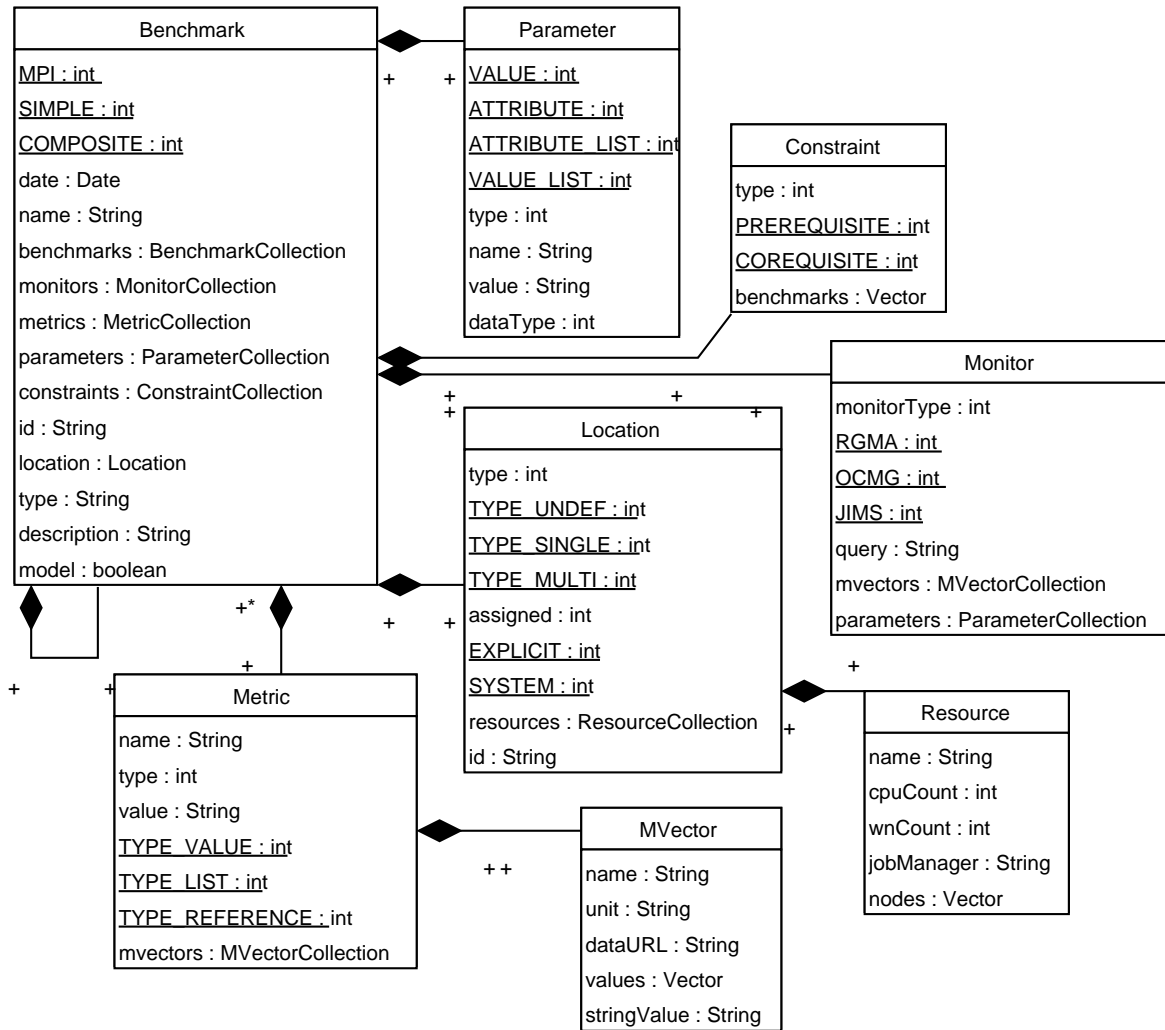 Benchmark
MPI : int
SIMPLE : int
COMPOSITE : int
date : Date
name : String
benchmarks : BenchmarkCollection
monitors : MonitorCollection
metrics : MetricCollection
parameters : ParameterCollection
constraints : ConstraintCollection
id : String
location : Location
type : String
description : String
model : boolean
+
+
Parameter
VALUE : int
ATTRIBUTE : int
ATTRIBUTE_LIST : int
VALUE_LIST : int
type : int
name : String
value : String
dataType : int
Constraint
type : int
PREREQUISITE : int
COREQUISITE : int
benchmarks : Vector
+
+
+
+
Monitor
monitorType : int
RGMA : int
OCMG : int
JIMS : int
query : String
mvectors : MVectorCollection
parameters : ParameterCollection
Location
type : int
TYPE_UNDEF : int
TYPE_SINGLE : int
TYPE_MULTI : int
assigned : int
EXPLICIT : int
SYSTEM : int
resources : ResourceCollection
id : String
+*
+
+
+
+
+
+
+
Metric
name : String
type : int
value : String
TYPE_VALUE : int
TYPE_LIST : int
TYPE_REFERENCE : int
mvectors : MVectorCollection
Resource
name : String
cpuCount : int
wnCount : int
jobManager : String
nodes : Vector
+ +
MVector
name : String
unit : String
dataURL : String
values : Vector
stringValue : String